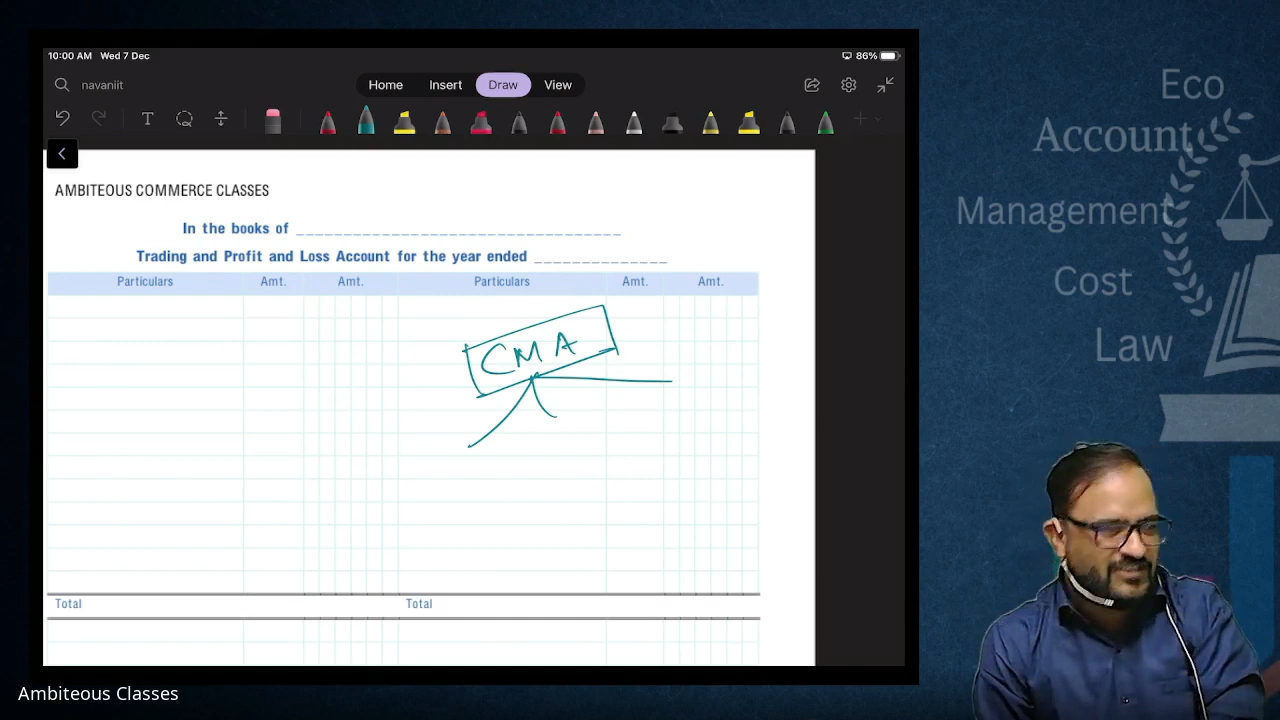 10:00 AM Wed 7 Dec
86%
navaniit
Home Insert Draw View
AMBITEOUS COMMERCE CLASSES
In the books of
Trading and Profit and Loss Account for the year ended
Particulars Amt. Amt. Particulars Amt. Amt.
CMA
Total Total
Eco
Account
Management
Cost
Law
Ambiteous Classes